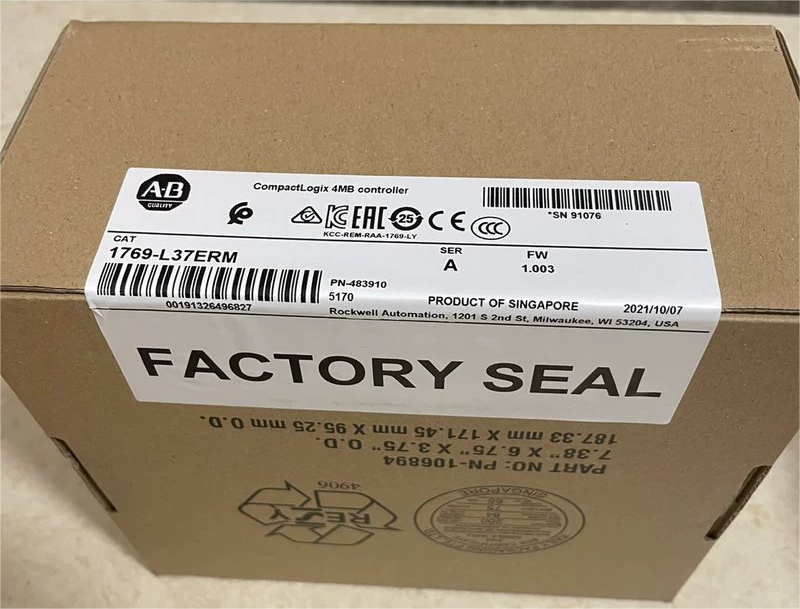 A-B
QUALITY
CompactLogix 4MB controller
*SN 91076
KCC-REM-RAA-1769-LY
25
CAT
1769-L37ERM
SER
A
FW
1.003
00191326496827
PN-483910
5170
PRODUCT OF SINGAPORE
2021/10/07
Rockwell Automation, 1201 S 2nd St, Milwaukee, WI 53204, USA
FACTORY SEAL
PART NO: PN-106894
7.38" X 6.75" X 3.75" O.D.
187.33 mm X 171.45 mm X 95.25 mm O.D.
4906
RESY
SINGAPORE